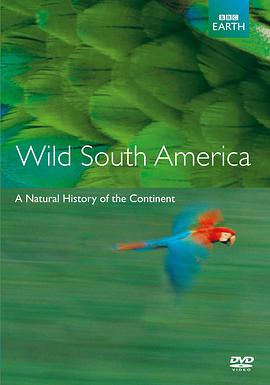 BBC
EARTH
Wild South America
A Natural History of the Continent
DVD
VIDEO